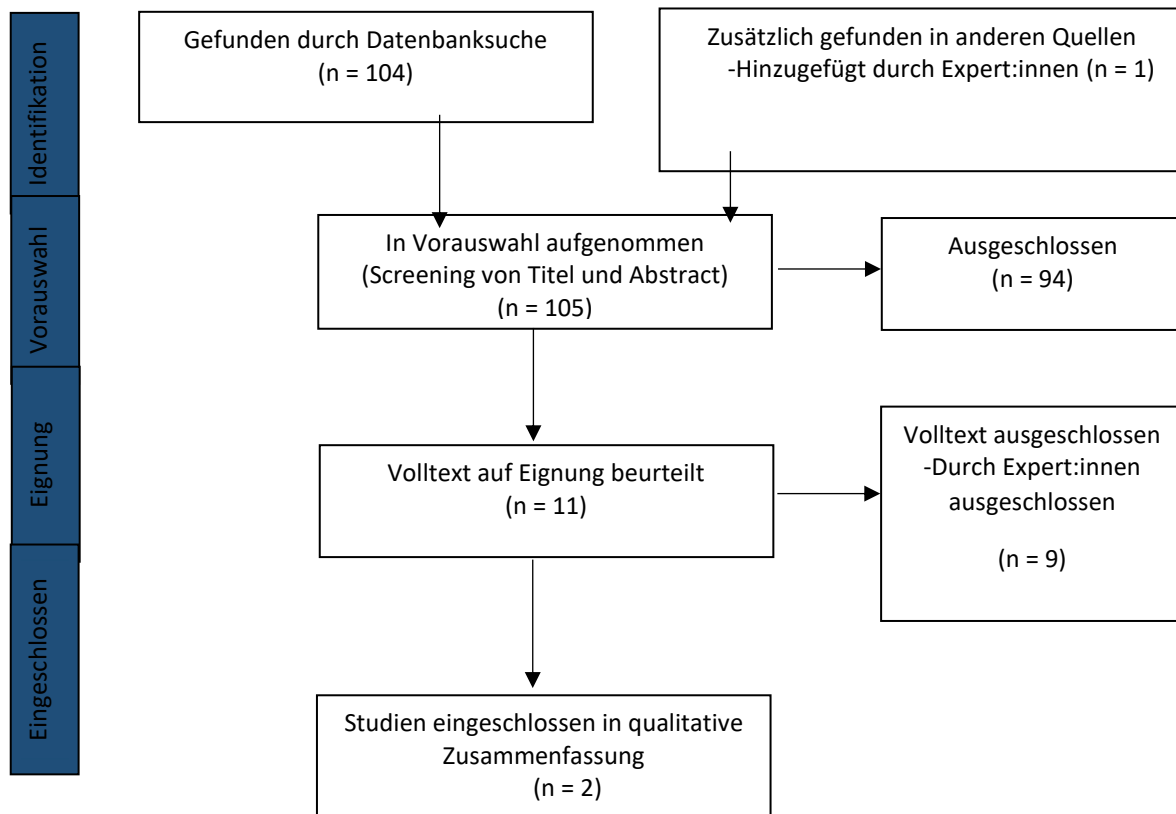 Identifikation
Gefunden durch Datenbanksuche
(n = 104)
Zusätzlich gefunden in anderen Quellen
-Hinzugefügt durch Expert:innen (n = 1)
Vorauswahl
In Vorauswahl aufgenommen
(Screening von Titel und Abstract)
(n = 105)
Ausgeschlossen
(n = 94)
Eignung
Volltext auf Eignung beurteilt
(n = 11)
Volltext ausgeschlossen
-Durch Expert:innen
ausgeschlossen
(n = 9)
Eingeschlossen
Studien eingeschlossen in qualitative
Zusammenfassung
(n = 2)